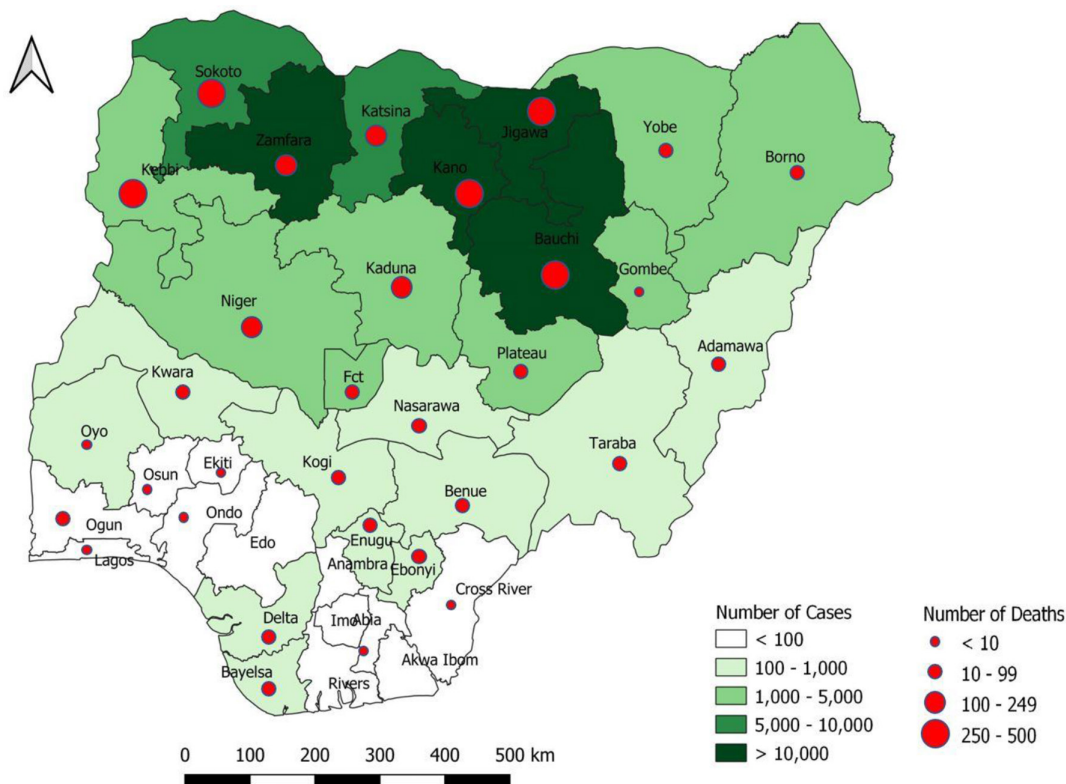 Sokoto
Katsina
Zamfara
Jigawa
Yobe
Borno
Kebbi
Kano
Bauchi
Gombe
Kaduna
Niger
Adamawa
Plateau
Kwara
Fct
Nasarawa
Oyo
Taraba
Osun
Ekiti
Kogi
Benue
Ogun
Ondo
Edo
Enugu
Lagos
Anambra
Ebonyi
Cross River
Delta
Imo
Abia
Akwa Ibom
Bayelsa
Rivers
Number of Cases
< 100
100 - 1,000
1,000 - 5,000
5,000 - 10,000
> 10,000
Number of Deaths
< 10
10 - 99
100 - 249
250 - 500
0 100 200 300 400 500 km